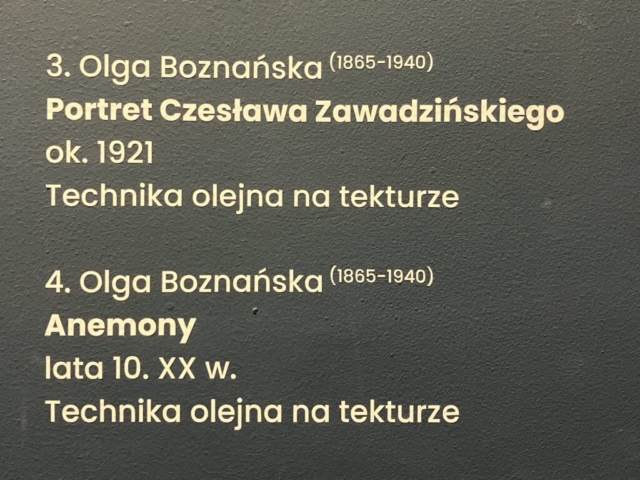 3. Olga Boznańska (1865-1940)
Portret Czesława Zawadzińskiego
ok. 1921
Technika olejna na tekturze
4. Olga Boznańska (1865-1940)
Anemony
lata 10. XX w.
Technika olejna na tekturze